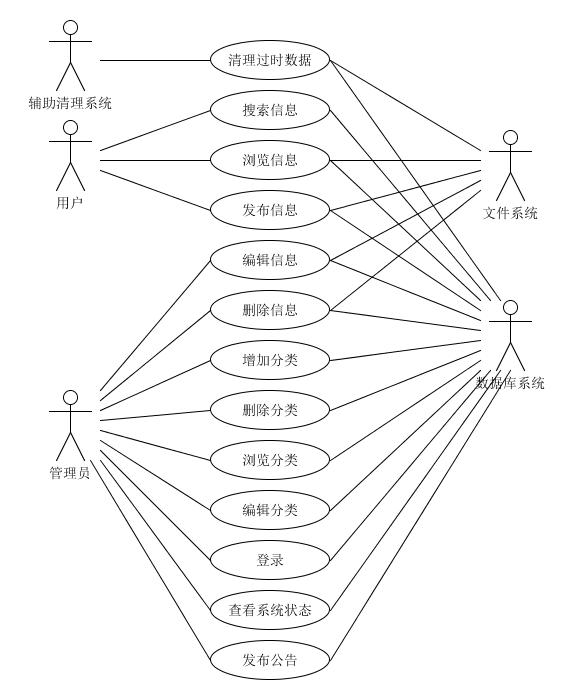 清理过时数据
辅助清理系统
搜索信息
浏览信息
用户
发布信息
文件系统
编辑信息
删除信息
增加分类
数据库系统
删除分类
浏览分类
管理员
编辑分类
登录
查看系统状态
发布公告